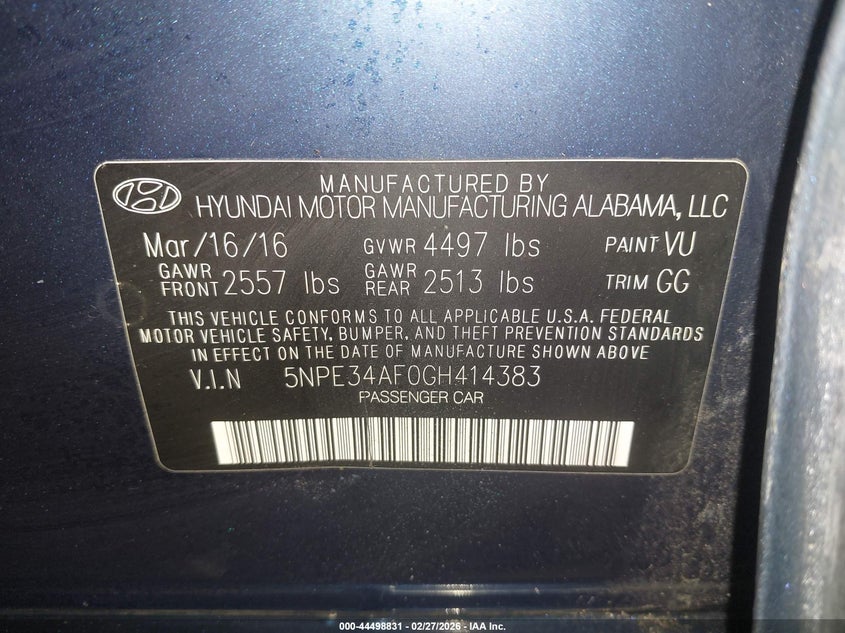 MANUFACTURED BY
HYUNDAI MOTOR MANUFACTURING ALABAMA, LLC
Mar/16/16 GVWR 4497 lbs PAINT VU
GAWR FRONT 2557 lbs GAWR REAR 2513 lbs TRIM GG
THIS VEHICLE CONFORMS TO ALL APPLICABLE U.S.A. FEDERAL
MOTOR VEHICLE SAFETY, BUMPER, AND THEFT PREVENTION STANDARDS
IN EFFECT ON THE DATE OF MANUFACTURE SHOWN ABOVE
V.I.N 5NPE34AF0GH414383
PASSENGER CAR
000-44498831 - 02/27/2026 - IAA Inc.